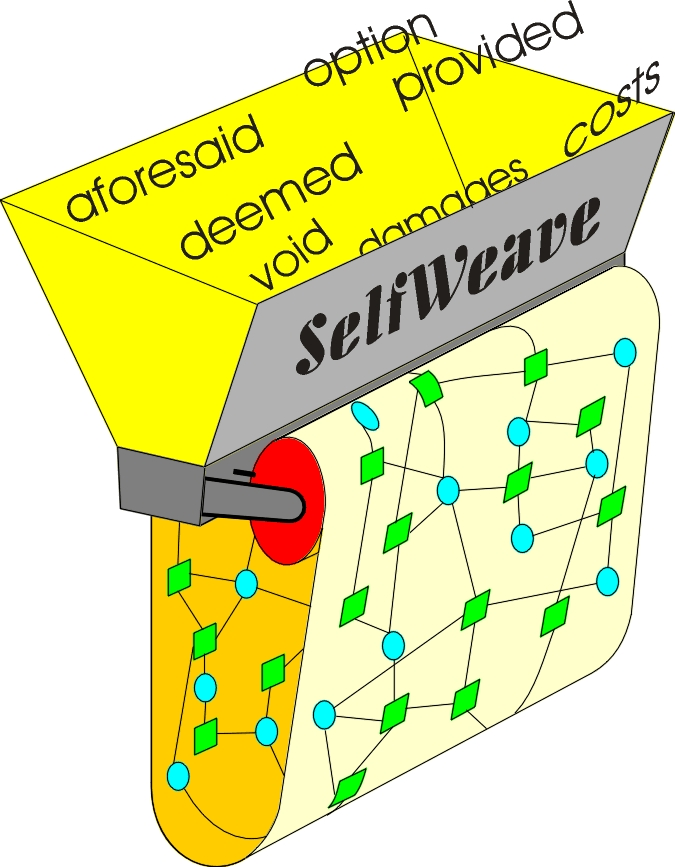 option
provided
costs
aforesaid
deemed
damages
void
SelfWeave